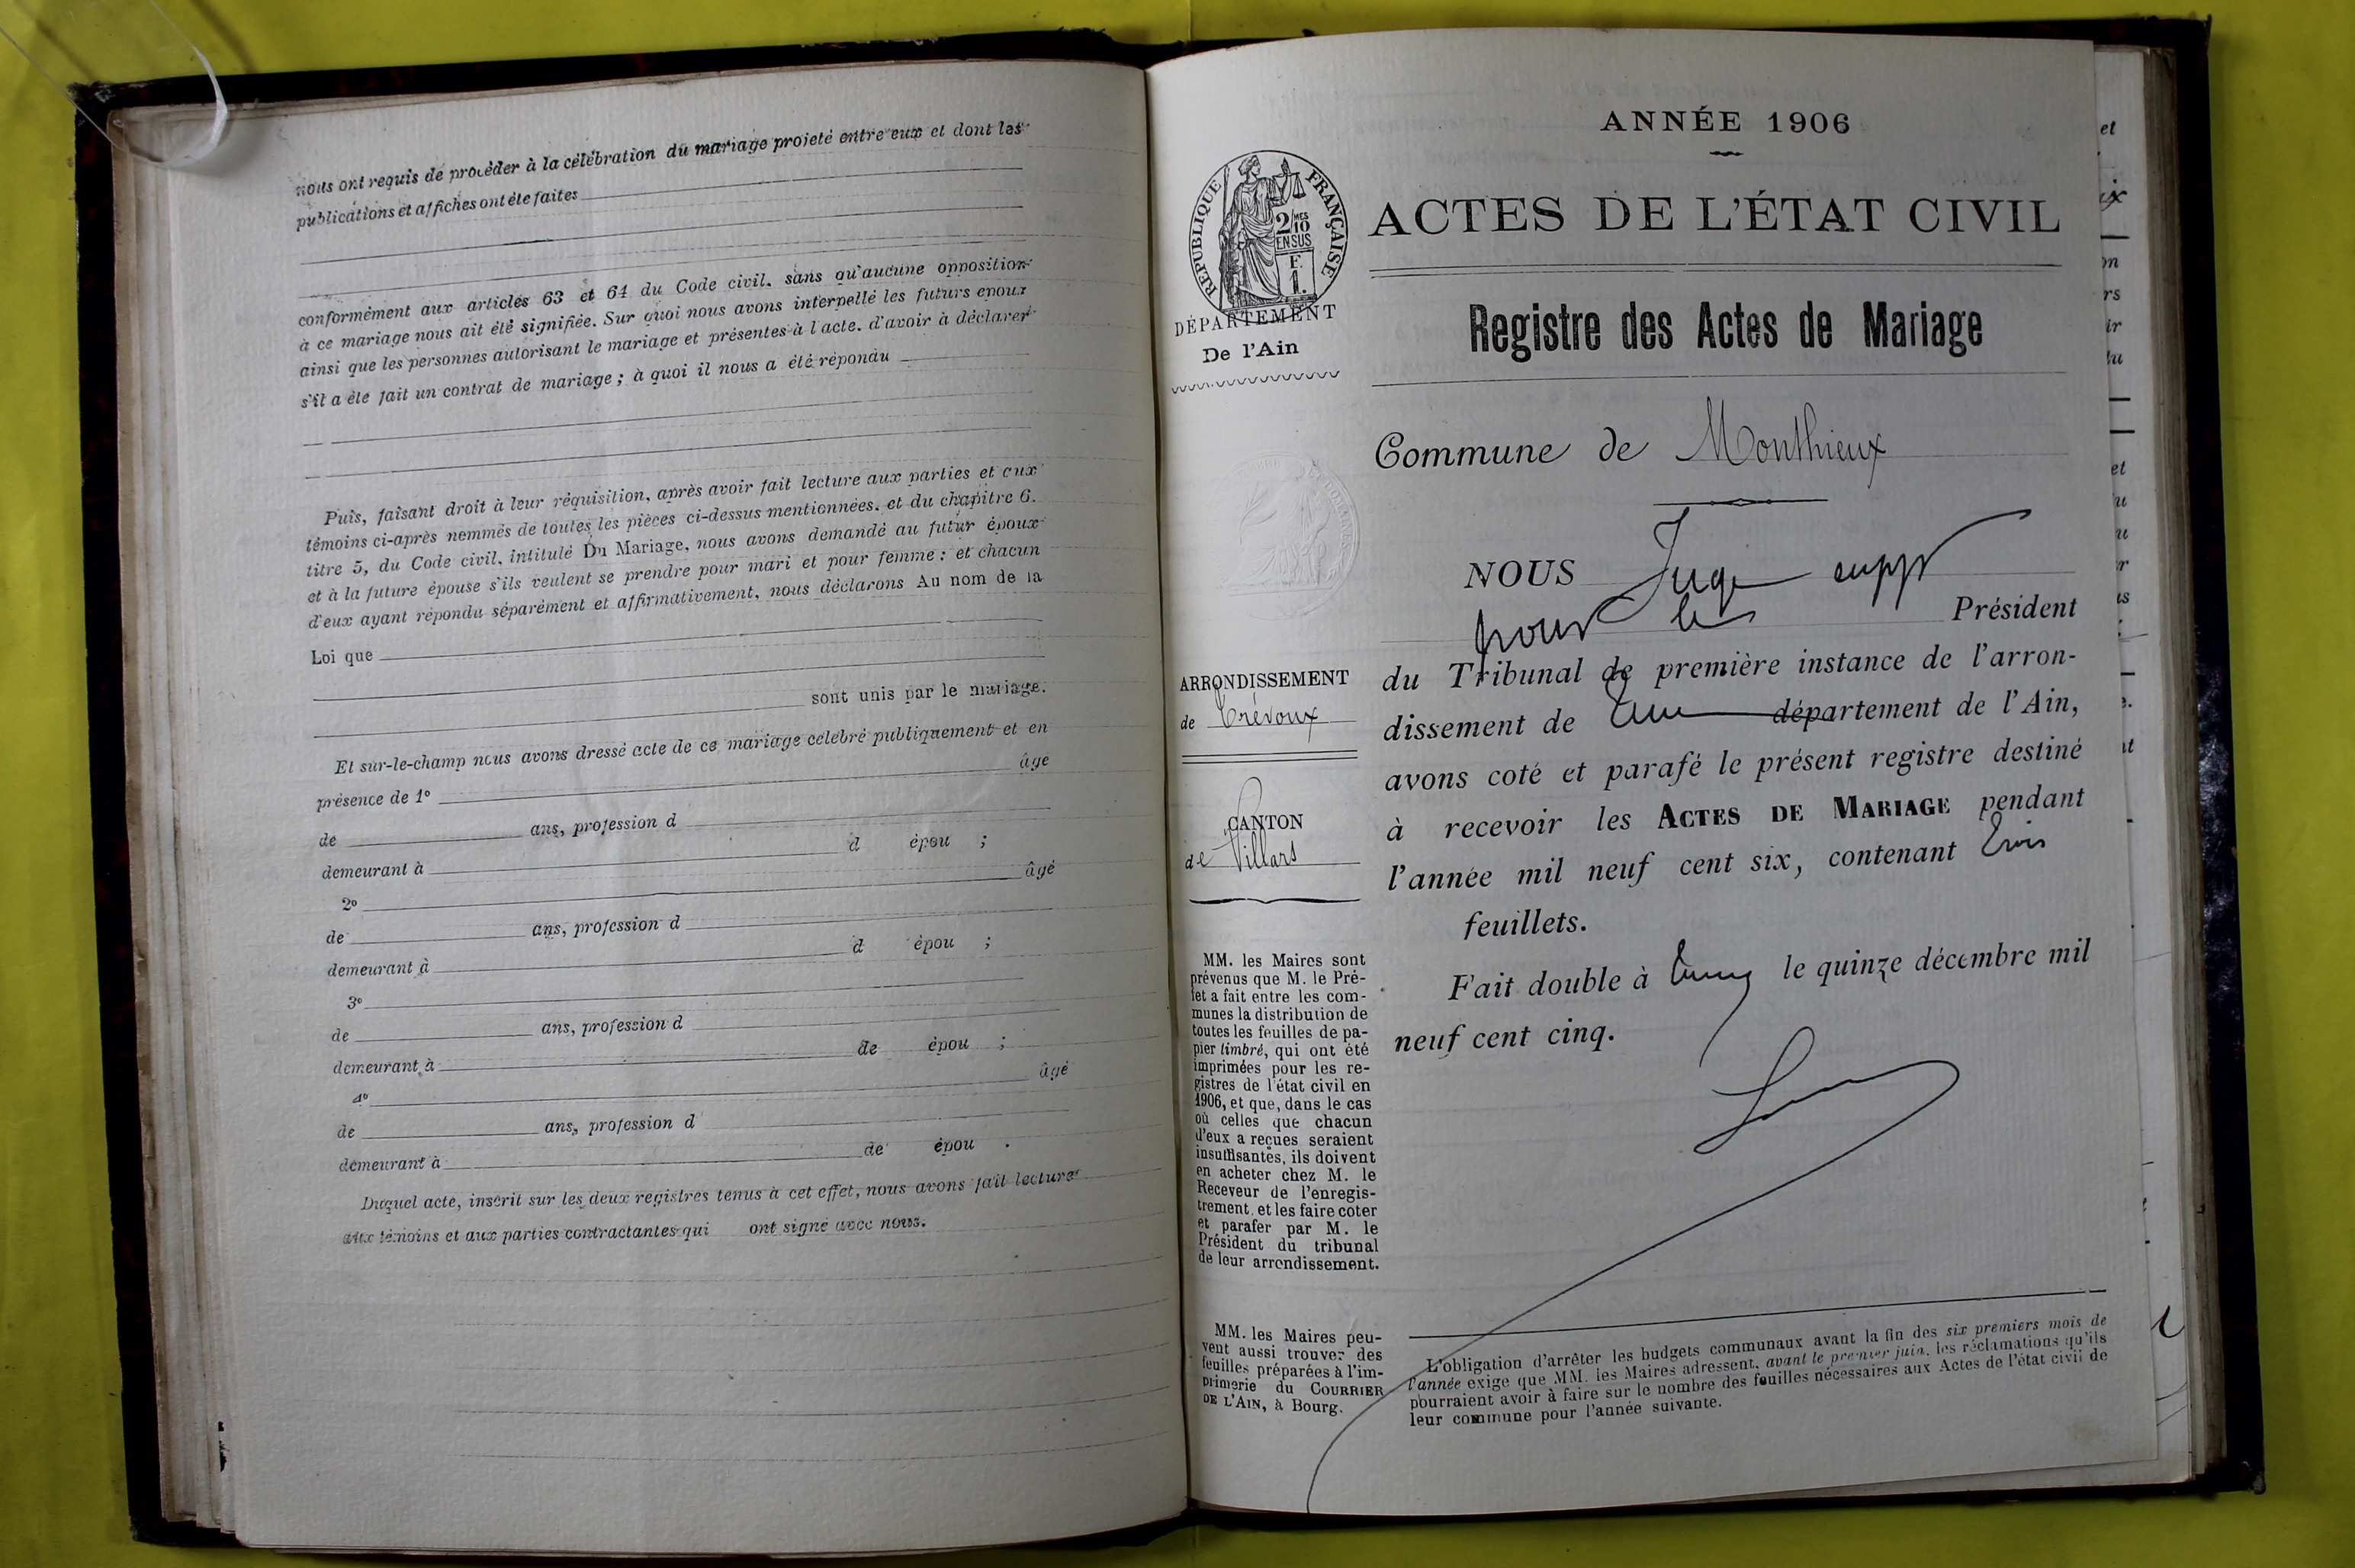 nous ont requis de procéder à la célébration du mariage projeté entre eux et dont les
publications et affiches ont été faites
conformément aux articles 63 et 64 du Code civil. sans qu'aucune opposition
à ce mariage nous ait été signifiée. Sur quoi nous avons interpellé les futurs epoux
ainsi que les personnes autorisant le mariage et présentes à l'acte. d'avoir à déclarer
s'il a été fait un contrat de mariage ; à quoi il nous a été répondu
Puis, faisant droit à leur réquisition, après avoir fait lecture aux parties et aux
témoins ci-après nemmés de toutes les pièces ci-dessus mentionnées. et du chapitre 6.
titre 5, du Code civil, intitulé Du Mariage, nous avons demandé au futur époux
et à la future épouse s'ils veulent se prendre pour mari et pour femme ; et chacun
d'eux ayant répondu séparément et affirmativement, nous déclarons Au nom de la
Loi que
sont unis par le mariage.
Et sur-le-champ nous avons dressé acte de ce mariage célébré publiquement et en
présence de 1º âge
de ans, profession d
demeurant à d épou ;
2º âgé
de ans, profession d
demeurant à d épou ;
3º
de ans, profession d
demeurant à de épou ;
4º âgé
de ans, profession d
demeurant à de épou .
Duquel acte, inscrit sur les deux registres tenus à cet effet, nous avons fait lecture
aux témoins et aux parties contractantes qui ont signé avec nous.
ANNÉE 1906
ACTES DE L'ÉTAT CIVIL
Registre des Actes de Mariage
RÉPUBLIQUE FRANÇAISE
2/10 MES
EN SUS
F.
1.
DÉPARTEMENT
De l'Ain
Commune de Monthieux
NOUS Juge suppt
pour le Président
du Tribunal de première instance de l'arron-
dissement de département de l'Ain,
avons coté et parafé le présent registre destiné
à recevoir les ACTES DE MARIAGE pendant
l'année mil neuf cent six, contenant trois
feuillets.
Fait double à le quinze décembre mil
neuf cent cinq.
ARRONDISSEMENT
de Trévoux
CANTON
de Villars
MM. les Maires sont
prévenus que M. le Pré-
fet a fait entre les com-
munes la distribution de
toutes les feuilles de pa-
pier timbré, qui ont été
imprimées pour les re-
gistres de l'état civil en
1906, et que, dans le cas
où celles que chacun
d'eux a reçues seraient
insuffisantes, ils doivent
en acheter chez M. le
Receveur de l'enregis-
trement, et les faire coter
et parafer par M. le
Président du tribunal
de leur arrondissement.
MM. les Maires peu-
vent aussi trouver des
feuilles préparées à l'im-
primerie du COURRIER
DE L'AIN, à Bourg.
L'obligation d'arrêter les budgets communaux avant la fin des six premiers mois de
l'année exige que MM. les Maires adressent, avant le premier juin, les réclamations qu'ils
pourraient avoir à faire sur le nombre des feuilles nécessaires aux Actes de l'état civil de
leur commune pour l'année suivante.